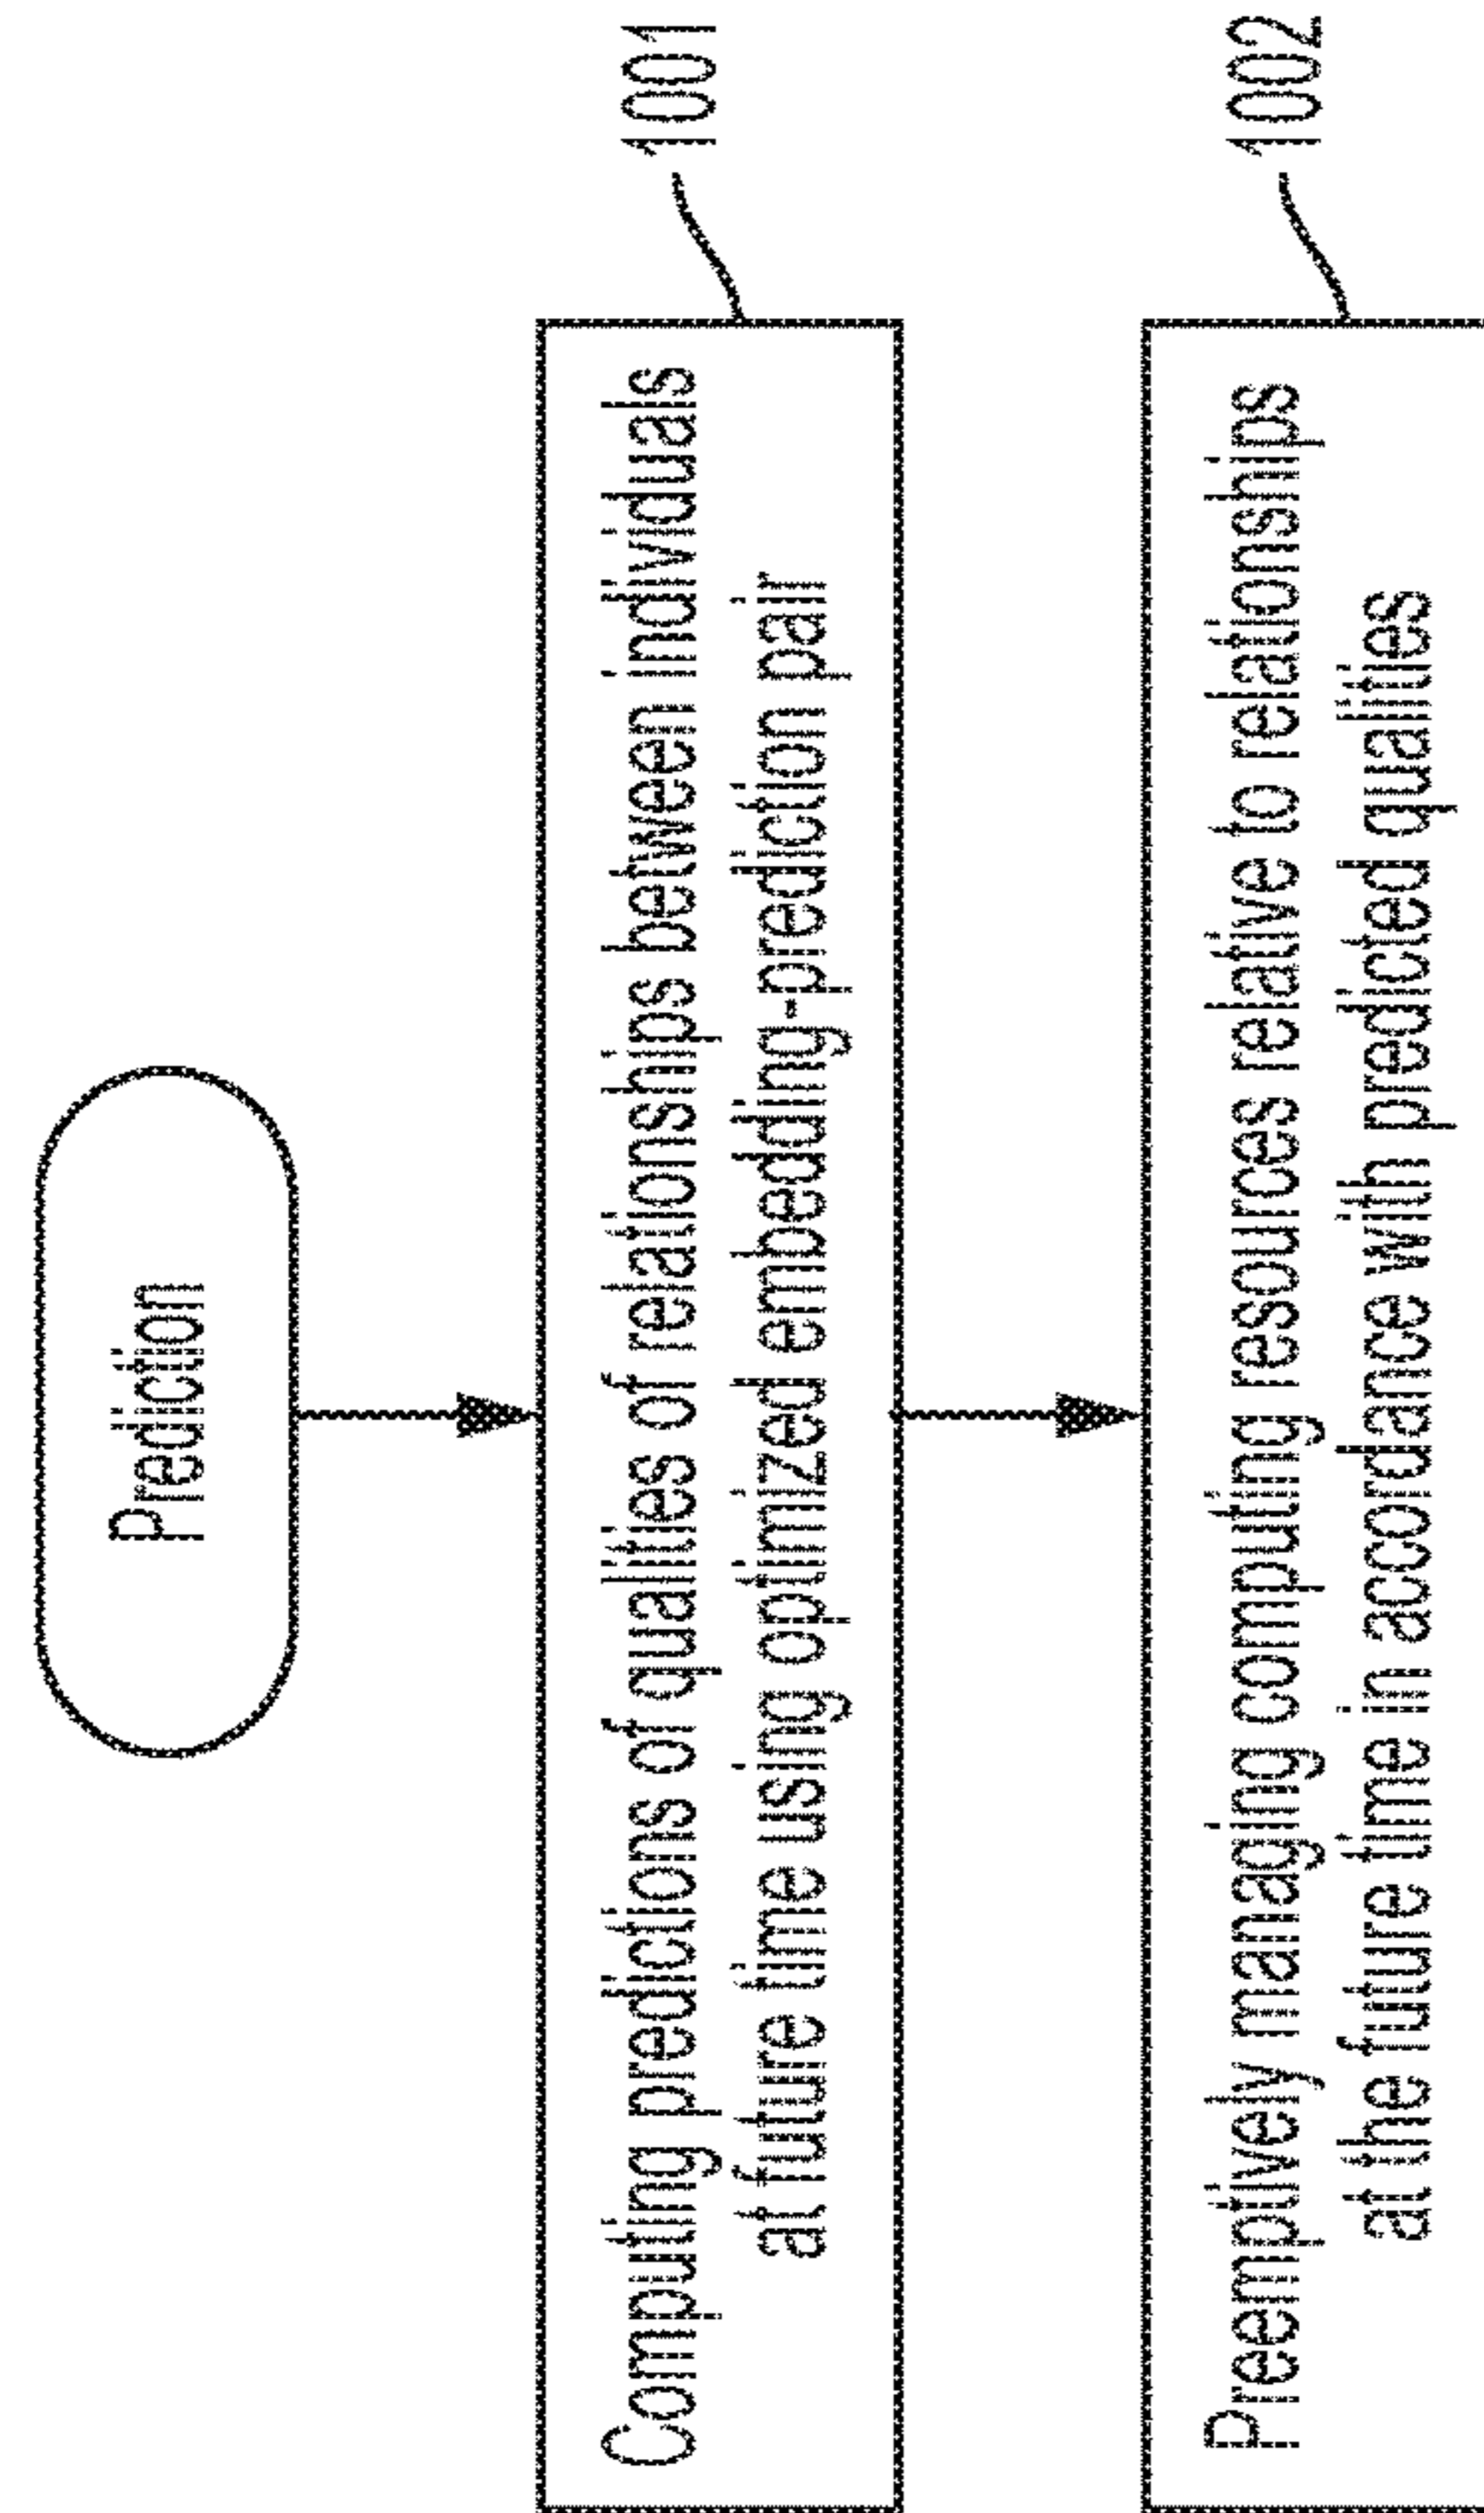 Prediction
Computing predictions of qualities of relationships between individuals
at future time using optimized embedding-prediction pair
1001
Preemptively managing computing resources relative to relationships
at the future time in accordance with predicted qualities
1002